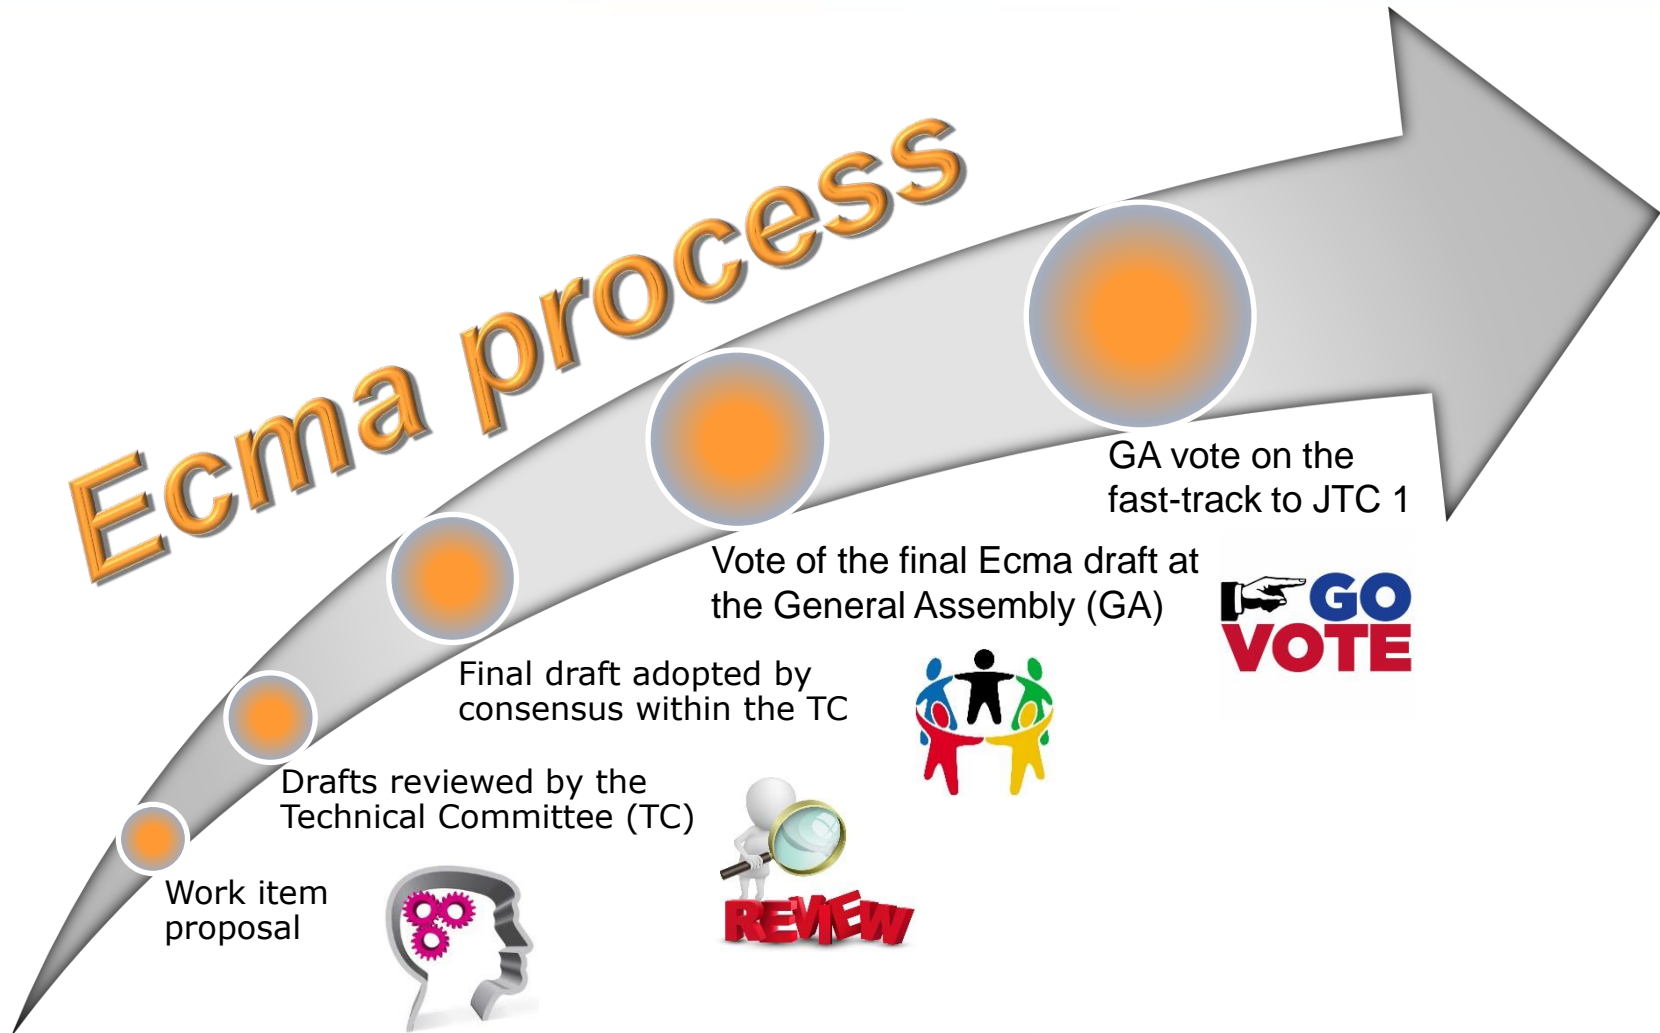 Ecma process
GA vote on the
fast-track to JTC 1
Vote of the final Ecma draft at
the General Assembly (GA)
GO
VOTE
Final draft adopted by
consensus within the TC
Drafts reviewed by the
Technical Committee (TC)
REVIEW
Work item
proposal